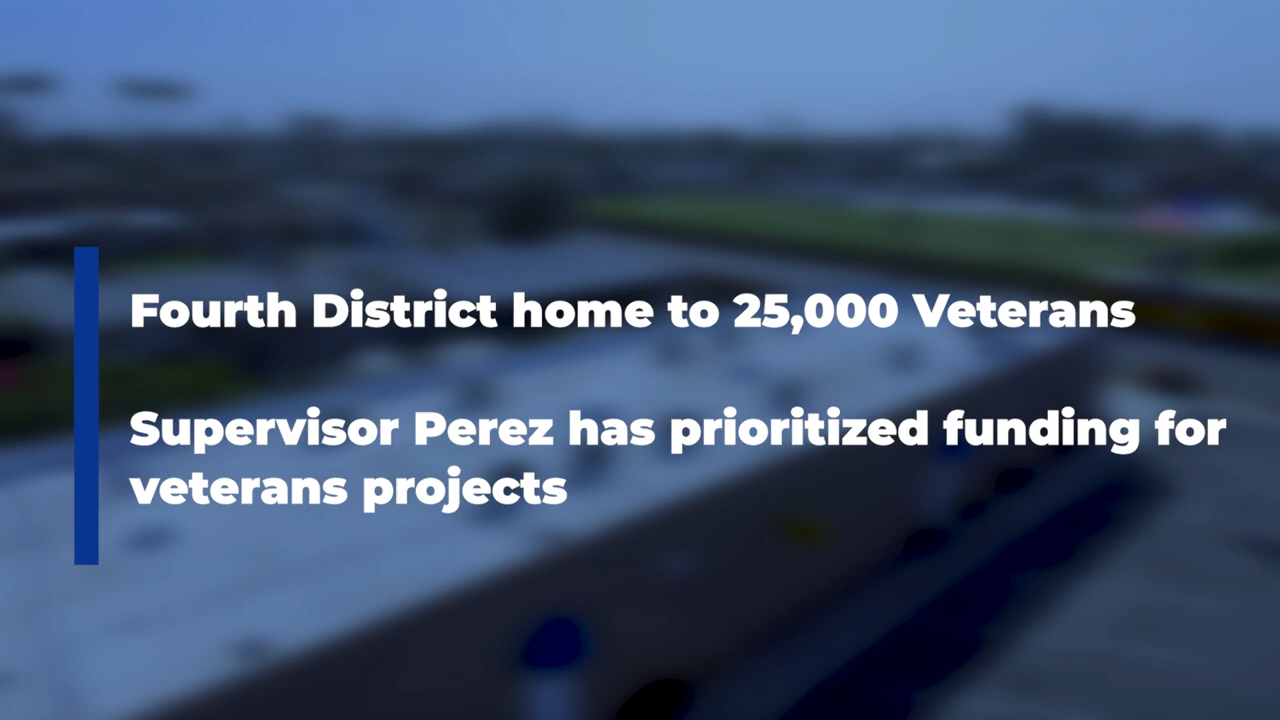 Fourth District home to 25,000 Veterans
Supervisor Perez has prioritized funding for
veterans projects